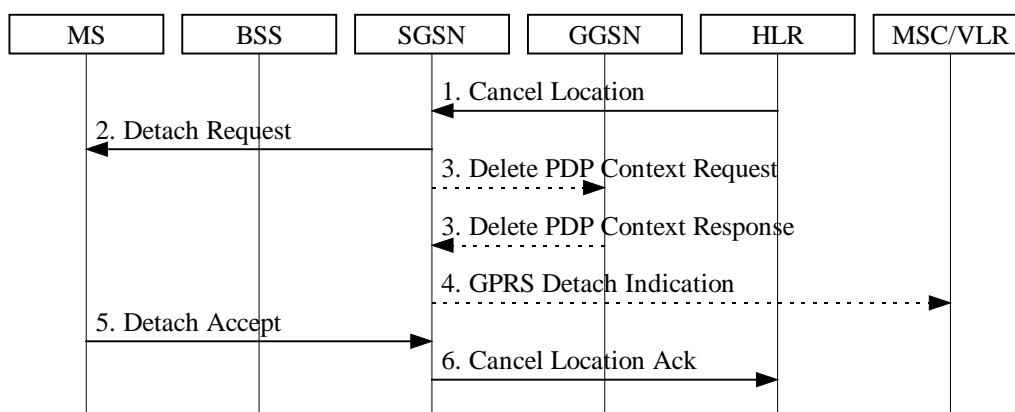 MS BSS SGSN GGSN HLR MSC/VLR
1. Cancel Location
2. Detach Request
3. Delete PDP Context Request
3. Delete PDP Context Response
4. GPRS Detach Indication
5. Detach Accept
6. Cancel Location Ack